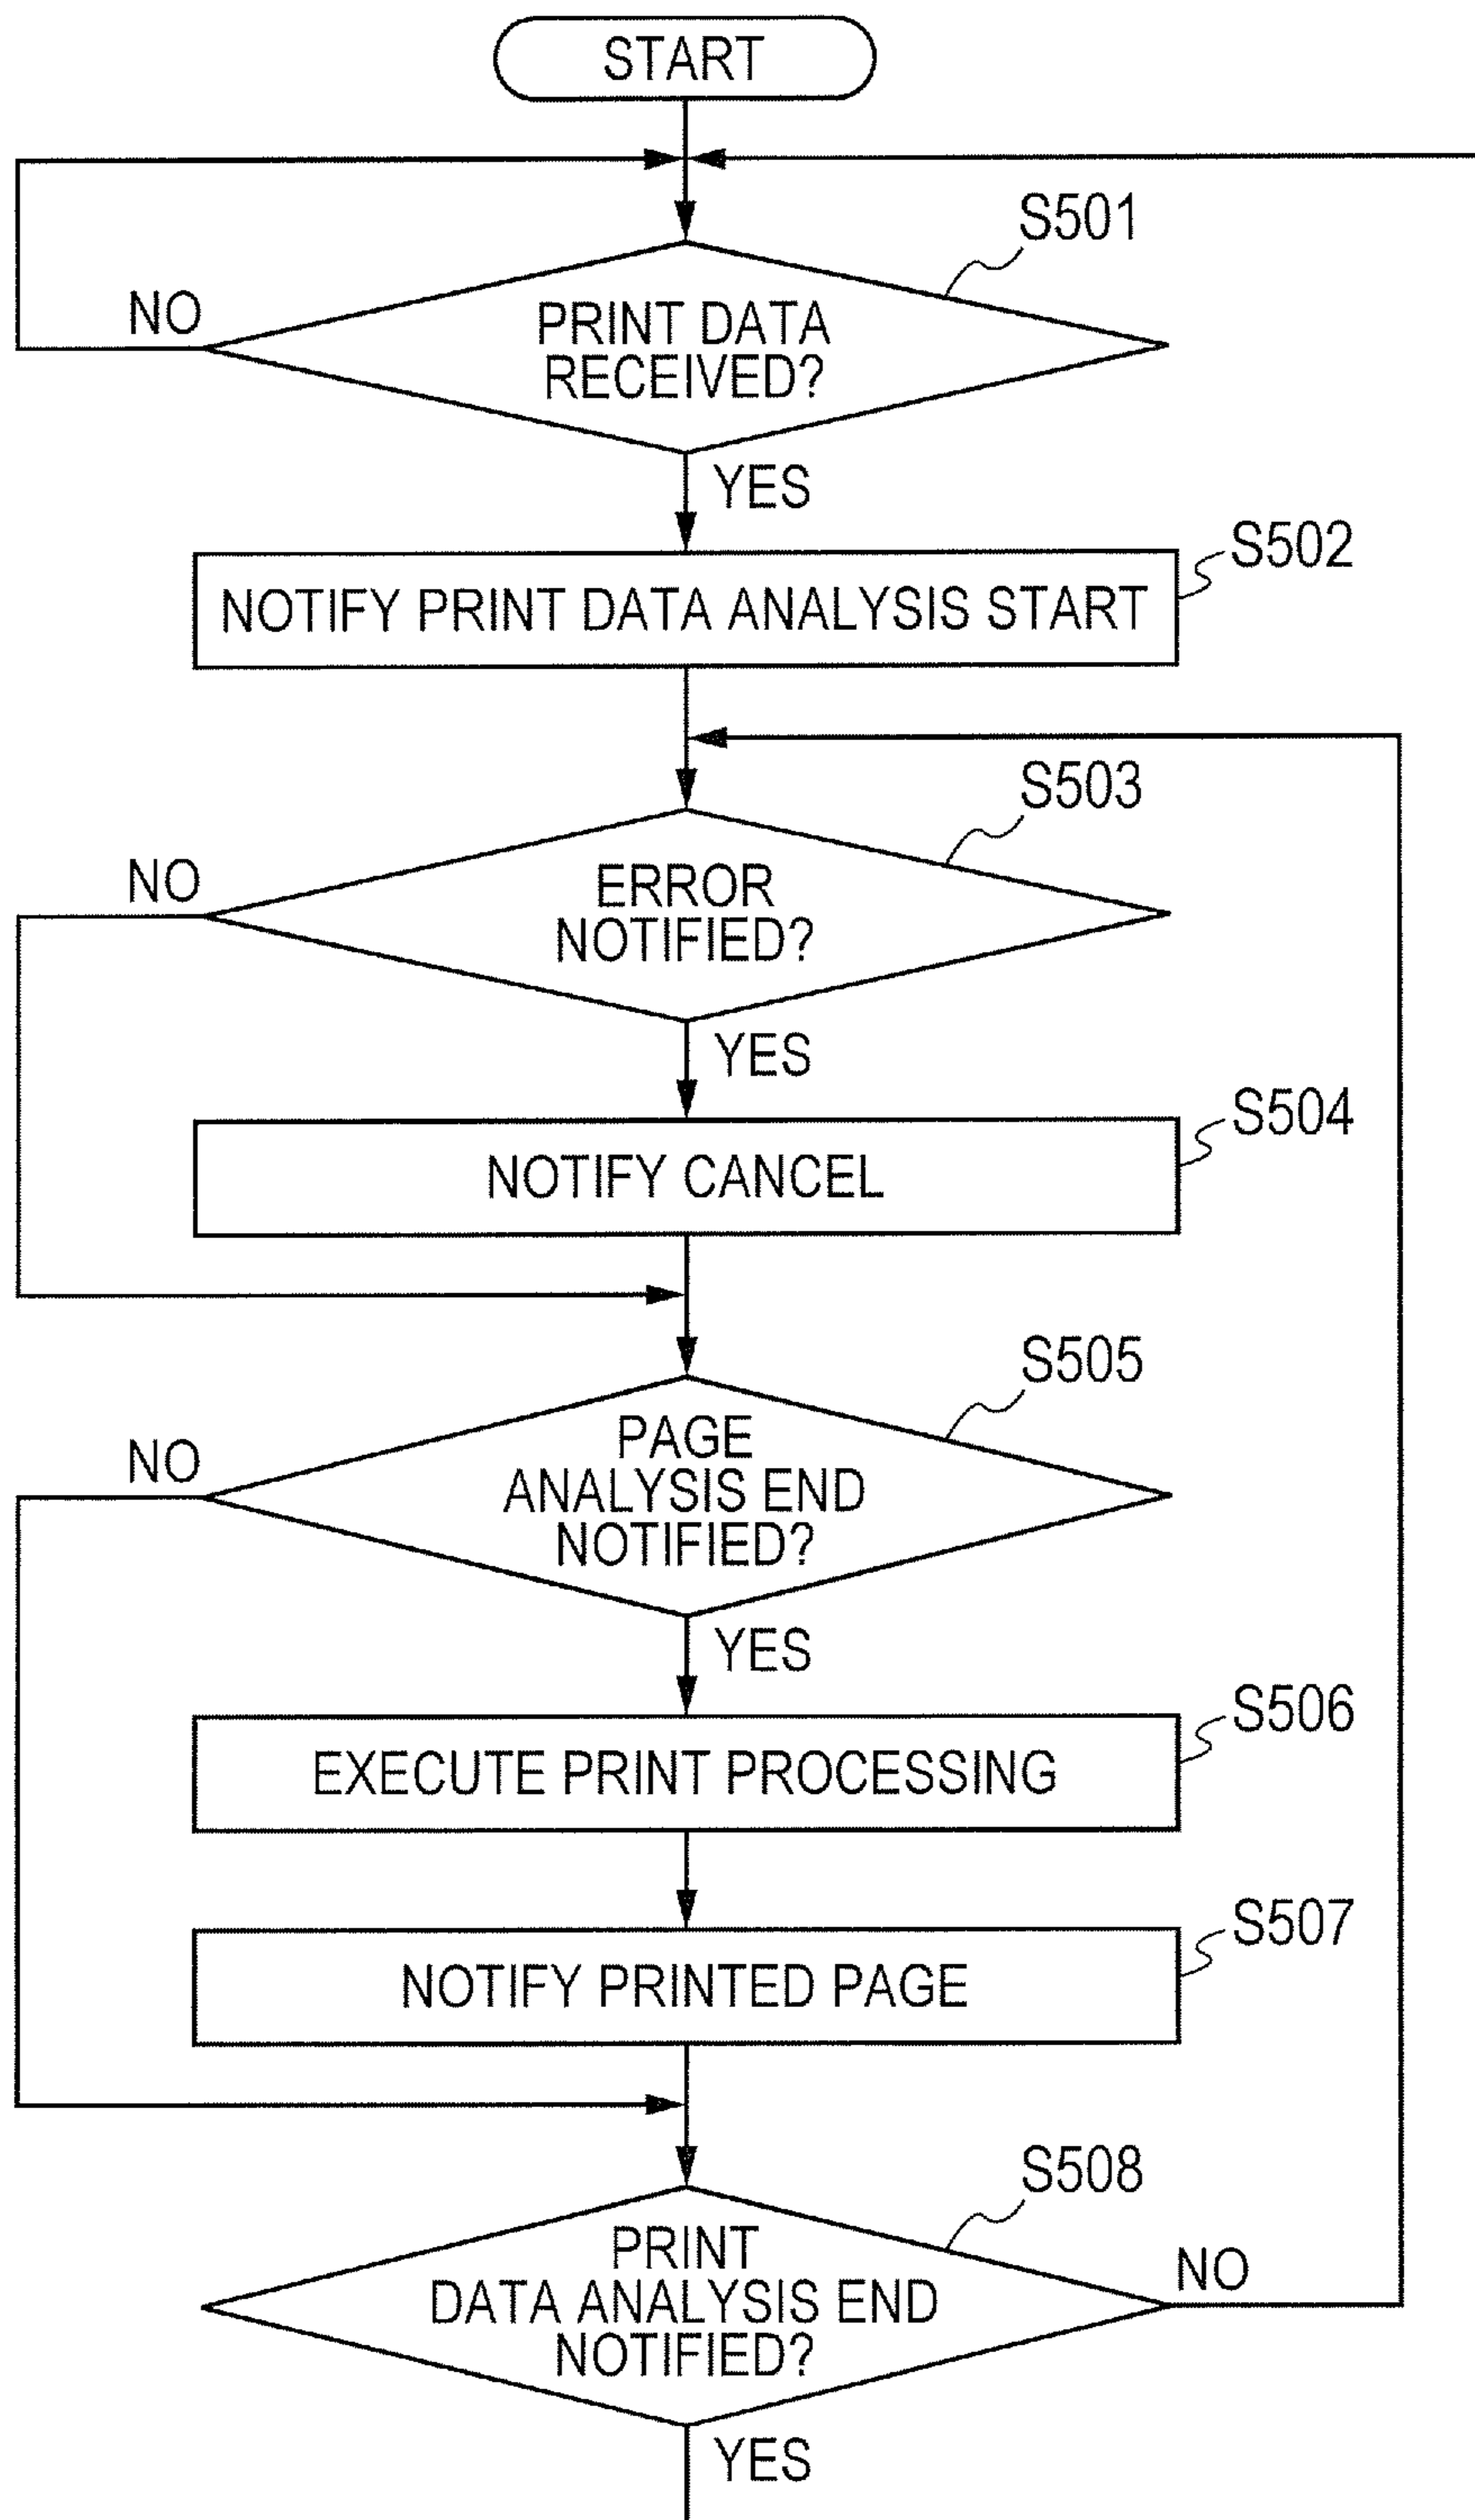 START
S501
NO
PRINT DATA
RECEIVED?
YES
S502
NOTIFY PRINT DATA ANALYSIS START
S503
NO
ERROR
NOTIFIED?
YES
S504
NOTIFY CANCEL
S505
NO
PAGE
ANALYSIS END
NOTIFIED?
YES
S506
EXECUTE PRINT PROCESSING
S507
NOTIFY PRINTED PAGE
S508
PRINT
DATA ANALYSIS END
NOTIFIED?
NO
YES